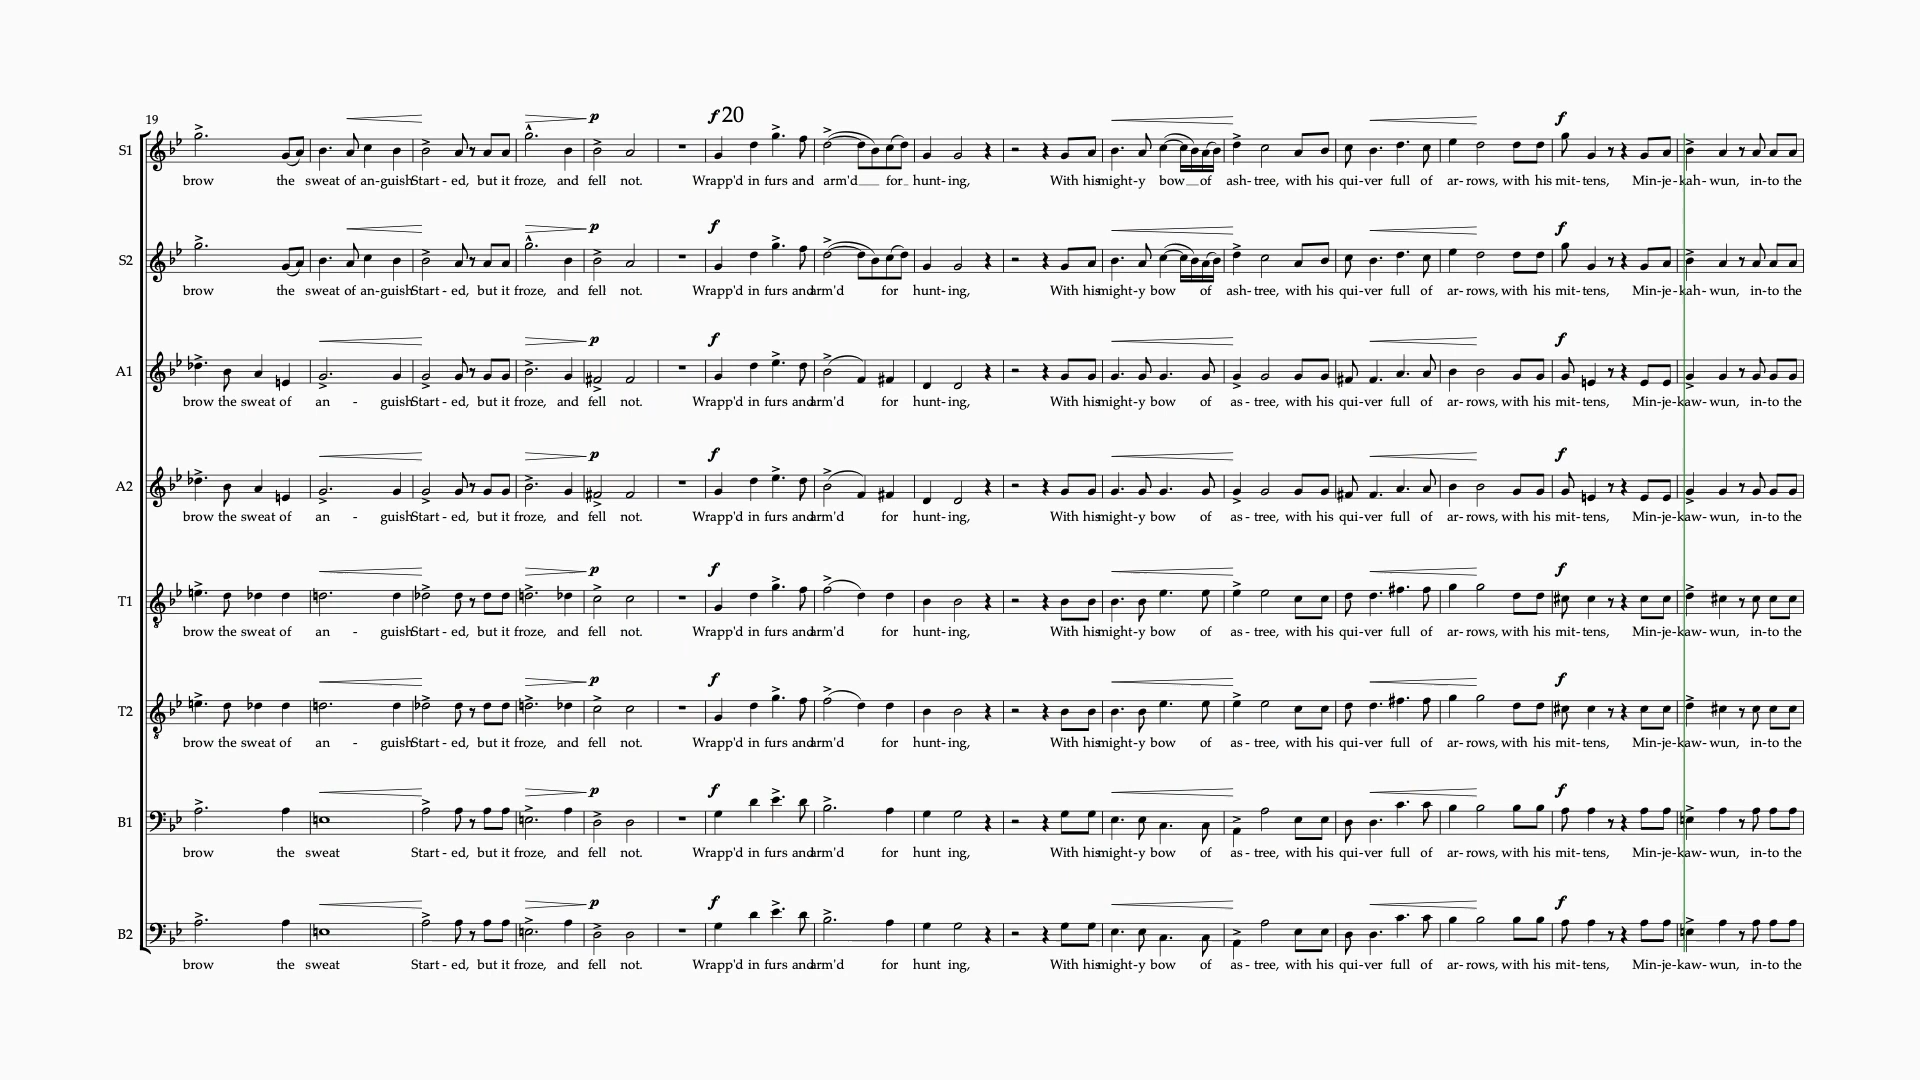 19 f 20
S1
brow the sweat of an-guish Start - ed, but it froze, and fell not. Wrapp'd in furs and arm'd for hunt-ing, With his might-y bow of ash-tree, with his qui-ver full of ar-rows, with his mit-tens, Min-je-kah-wun, in-to the
p f
S2
brow the sweat of an-guish Start - ed, but it froze, and fell not. Wrapp'd in furs and arm'd for hunt-ing, With his might-y bow of ash-tree, with his qui-ver full of ar-rows, with his mit-tens, Min-je-kah-wun, in-to the
p f f
A1
brow the sweat of an - guish Start - ed, but it froze, and fell not. Wrapp'd in furs and arm'd for hunt-ing, With his might-y bow of as-tree, with his qui-ver full of ar-rows, with his mit-tens, Min-je-kaw-wun, in-to the
p f f
A2
brow the sweat of an - guish Start - ed, but it froze, and fell not. Wrapp'd in furs and arm'd for hunt-ing, With his might-y bow of as-tree, with his qui-ver full of ar-rows, with his mit-tens, Min-je-kaw-wun, in-to the
p f f
T1
brow the sweat of an - guish Start - ed, but it froze, and fell not. Wrapp'd in furs and arm'd for hunt-ing, With his might-y bow of as-tree, with his qui-ver full of ar-rows, with his mit-tens, Min-je-kaw-wun, in-to the
p f f
T2
brow the sweat of an - guish Start - ed, but it froze, and fell not. Wrapp'd in furs and arm'd for hunt-ing, With his might-y bow of as-tree, with his qui-ver full of ar-rows, with his mit-tens, Min-je-kaw-wun, in-to the
p f f
B1
brow the sweat Start - ed, but it froze, and fell not. Wrapp'd in furs and arm'd for hunt ing, With his might-y bow of as-tree, with his qui-ver full of ar-rows, with his mit-tens, Min-je-kaw-wun, in-to the
p f f
B2
brow the sweat Start - ed, but it froze, and fell not. Wrapp'd in furs and arm'd for hunt ing, With his might-y bow of as-tree, with his qui-ver full of ar-rows, with his mit-tens, Min-je-kaw-wun, in-to the